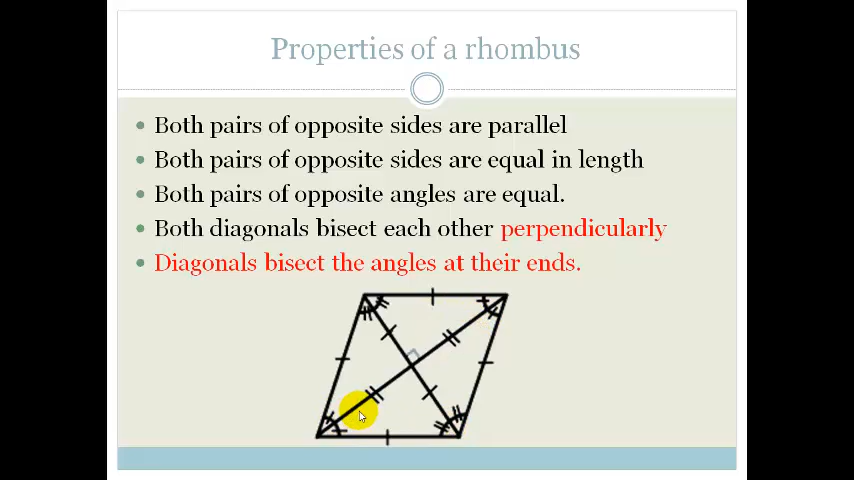 Properties of a rhombus
• Both pairs of opposite sides are parallel
• Both pairs of opposite sides are equal in length
• Both pairs of opposite angles are equal.
• Both diagonals bisect each other perpendicularly
• Diagonals bisect the angles at their ends.